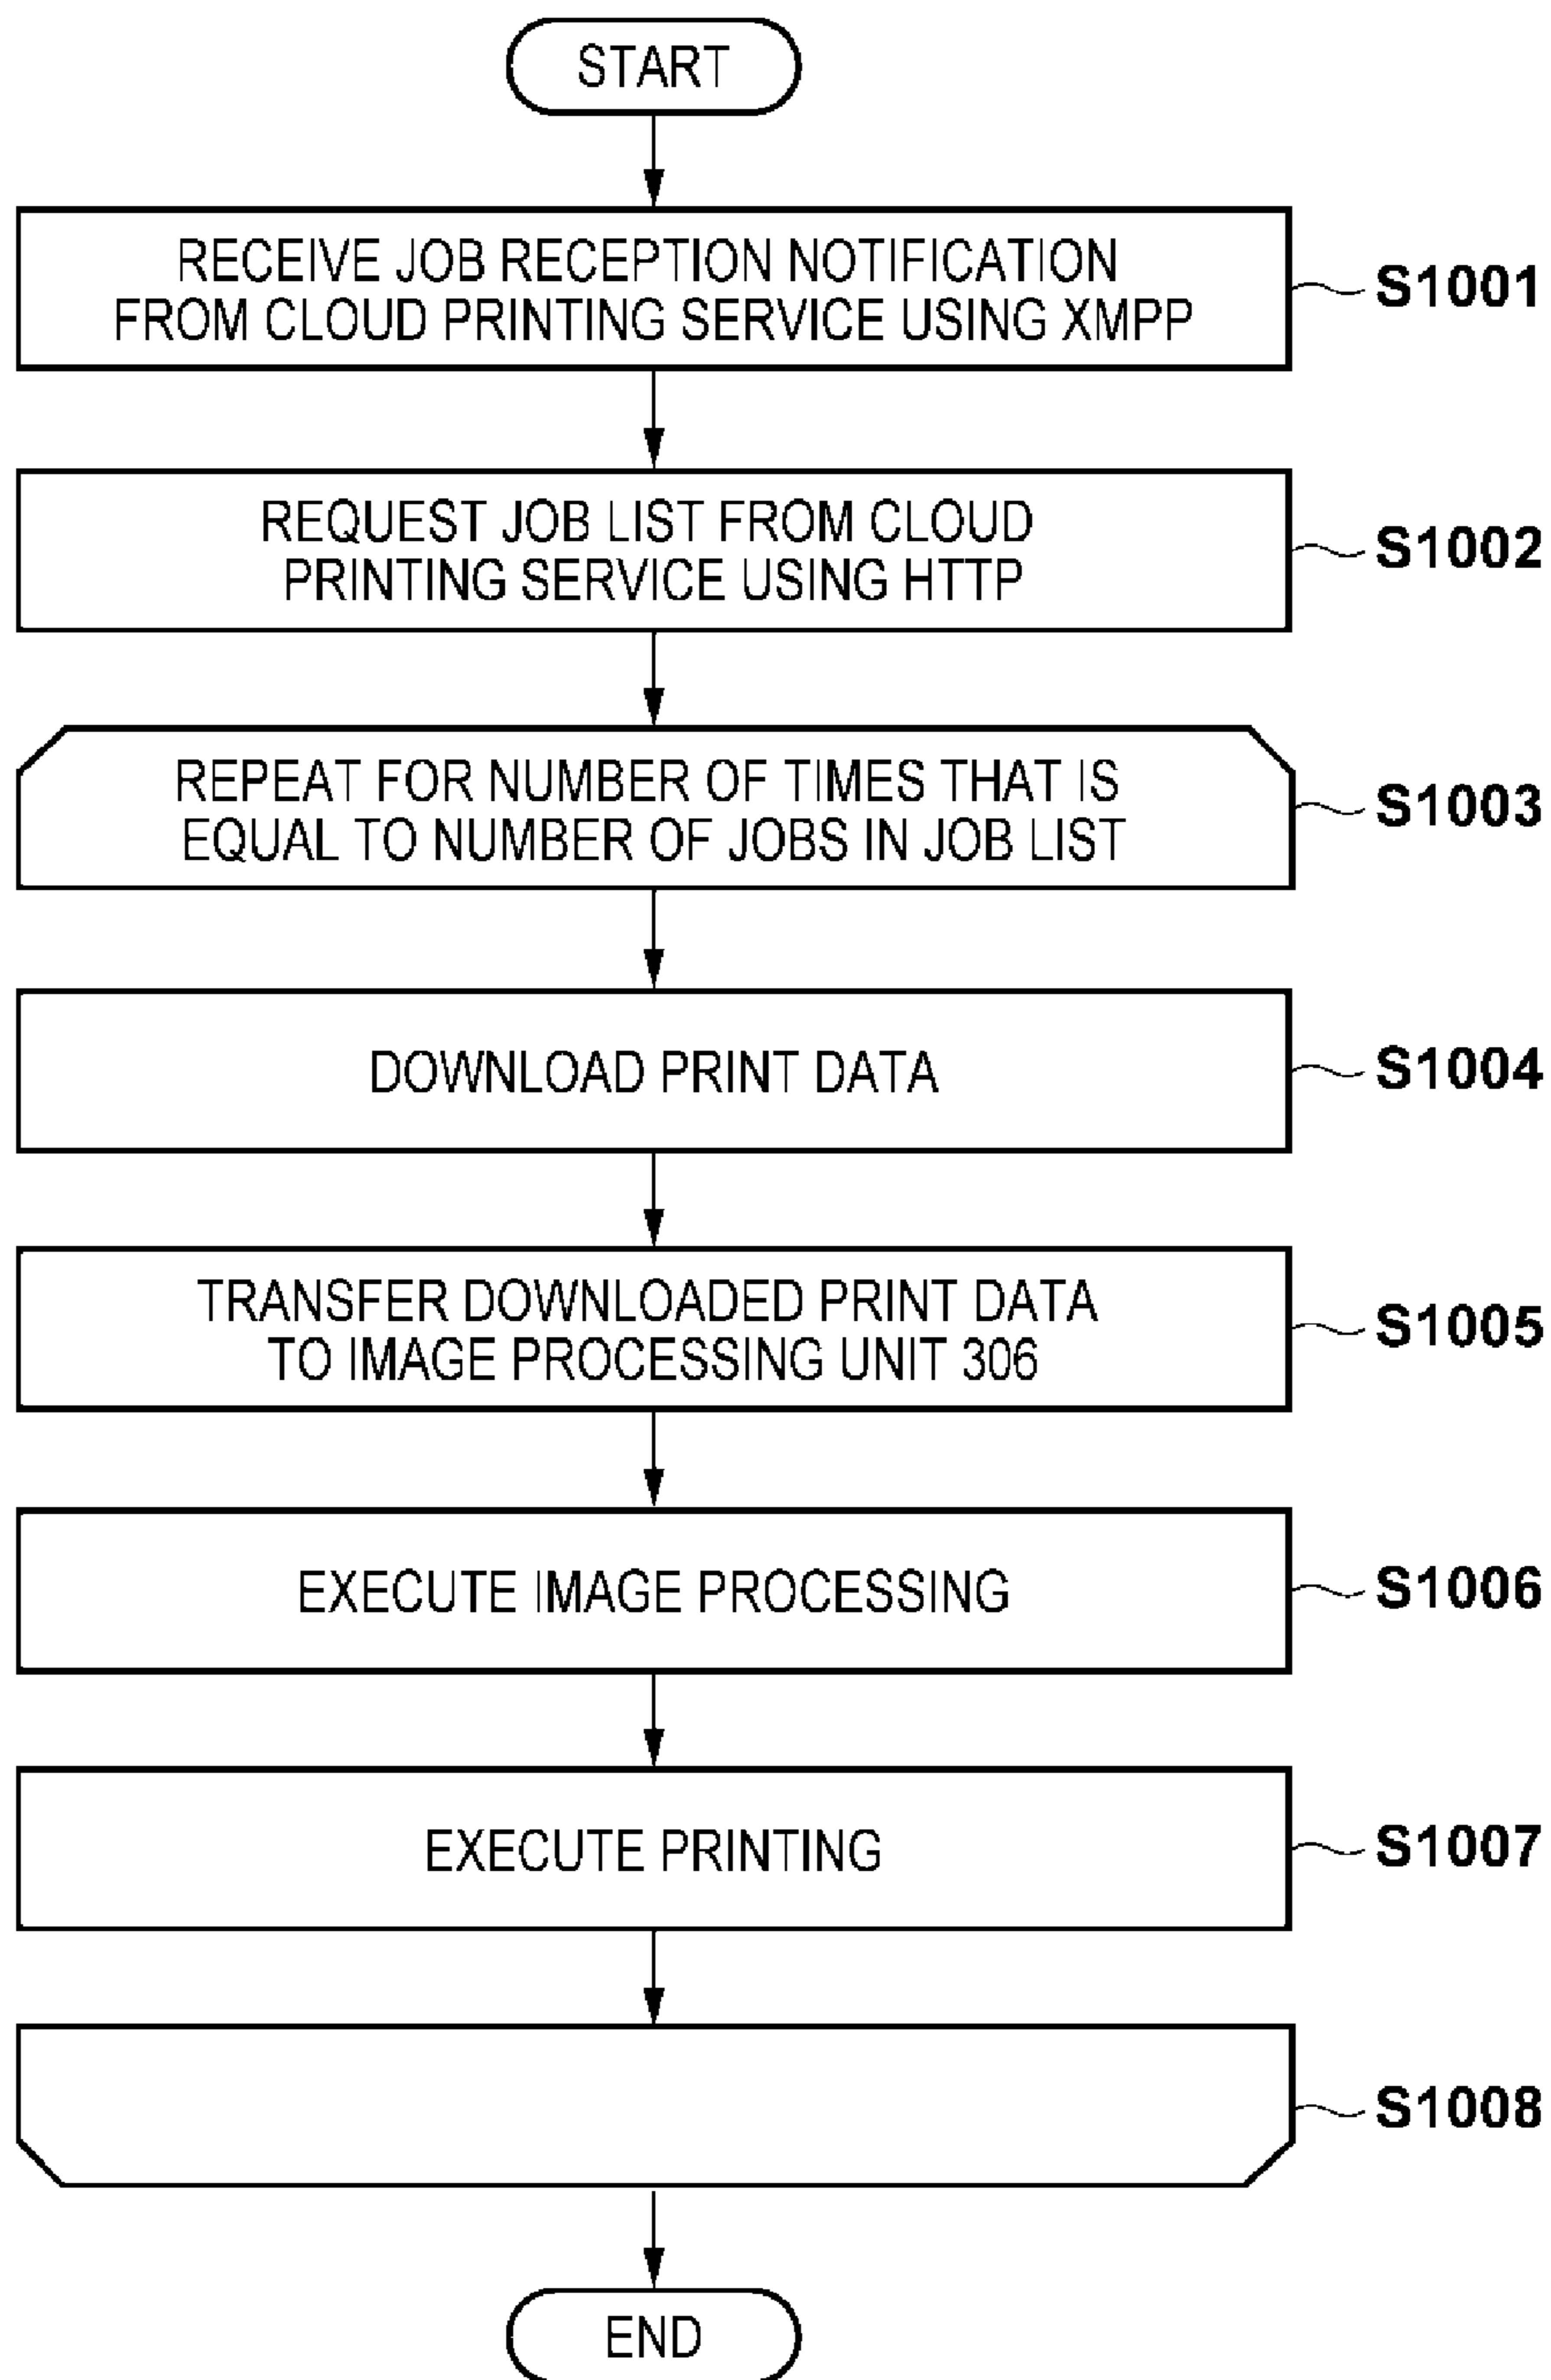 START
RECEIVE JOB RECEPTION NOTIFICATION
FROM CLOUD PRINTING SERVICE USING XMPP
S1001
REQUEST JOB LIST FROM CLOUD
PRINTING SERVICE USING HTTP
S1002
REPEAT FOR NUMBER OF TIMES THAT IS
EQUAL TO NUMBER OF JOBS IN JOB LIST
S1003
DOWNLOAD PRINT DATA
S1004
TRANSFER DOWNLOADED PRINT DATA
TO IMAGE PROCESSING UNIT 306
S1005
EXECUTE IMAGE PROCESSING
S1006
EXECUTE PRINTING
S1007
S1008
END